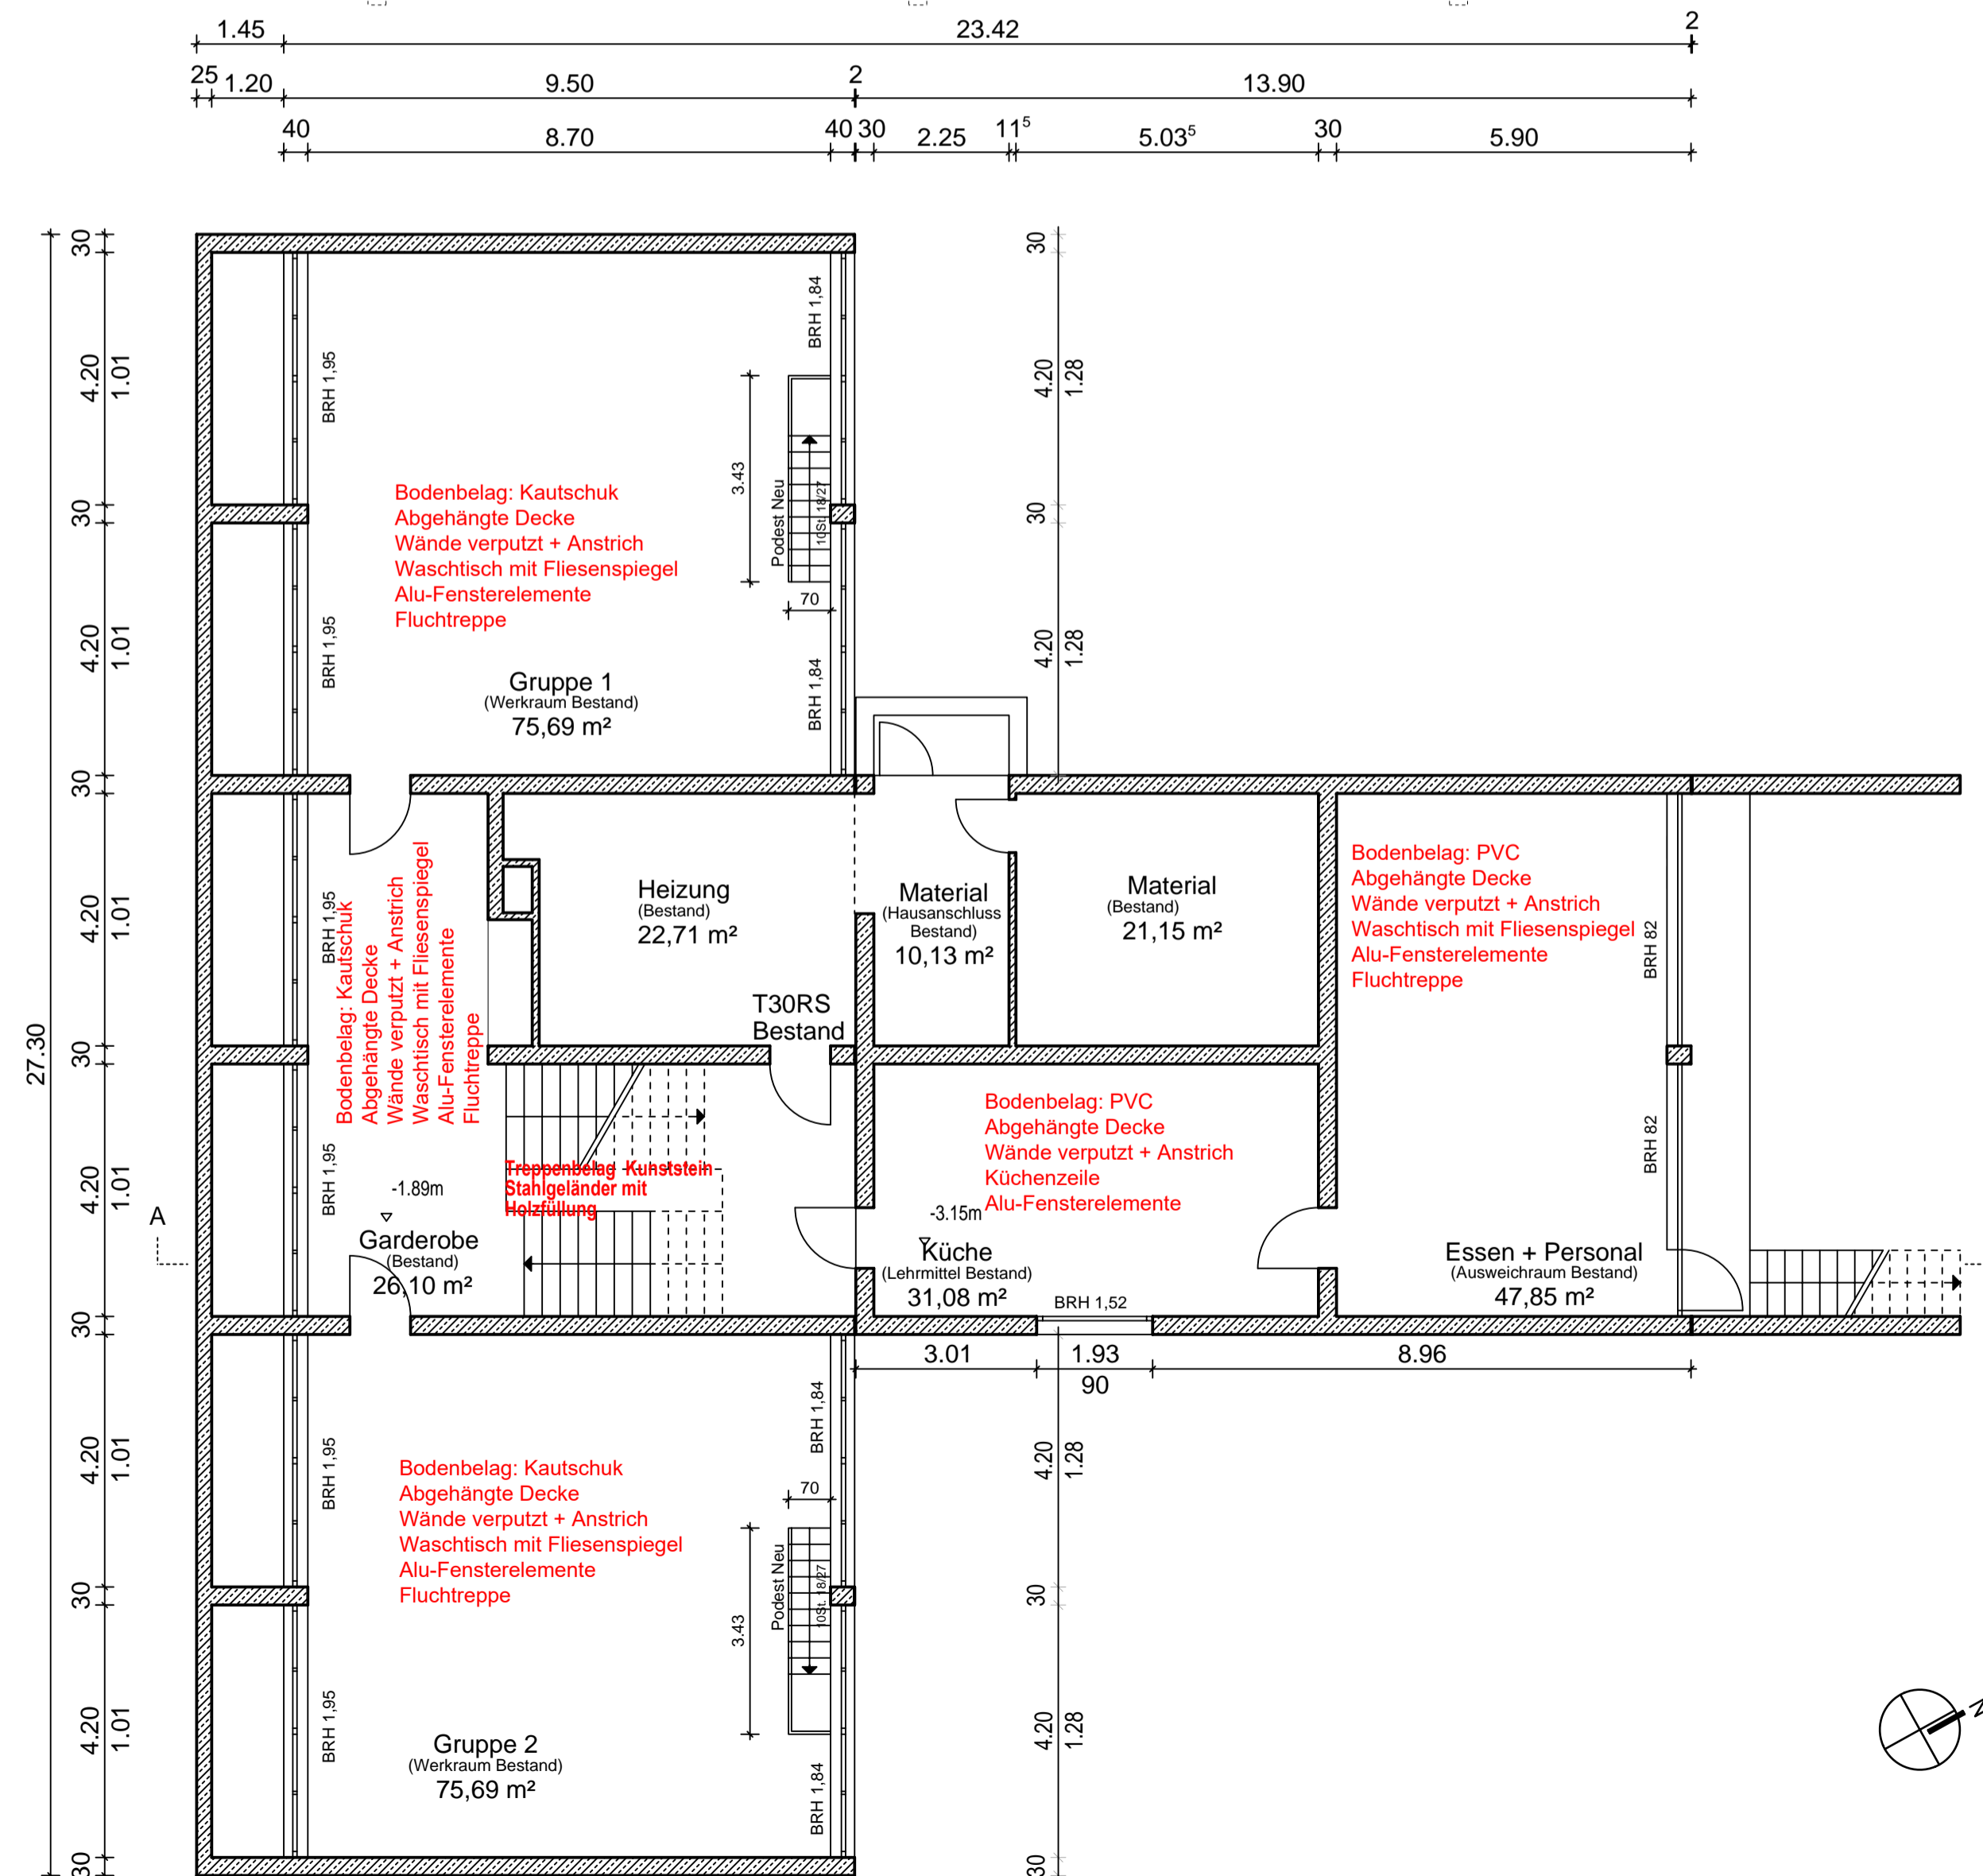 1.45 23.42 2
25 1.20 9.50 2 13.90
40 8.70 40 30 2.25 11⁵ 5.03⁵ 30 5.90
27.30
30
4.20 1.01
30
4.20 1.01
30
4.20 1.01
30
4.20 1.01
30
4.20 1.01
30
4.20 1.01
30
30
4.20 1.28
30
4.20 1.28
BRH 1,95
BRH 1,95
BRH 1,84
BRH 1,84
3.43
Podest Neu
10St. 18/27
70
Bodenbelag: Kautschuk
Abgehängte Decke
Wände verputzt + Anstrich
Waschtisch mit Fliesenspiegel
Alu-Fensterelemente
Fluchtreppe
Gruppe 1
(Werkraum Bestand)
75,69 m²
BRH 1,95
Bodenbelag: Kautschuk
Abgehängte Decke
Wände verputzt + Anstrich
Waschtisch mit Fliesenspiegel
Alu-Fensterelemente
Fluchtreppe
Heizung
(Bestand)
22,71 m²
T30RS
Bestand
Material
(Hausanschluss
Bestand)
10,13 m²
Material
(Bestand)
21,15 m²
Bodenbelag: PVC
Abgehängte Decke
Wände verputzt + Anstrich
Waschtisch mit Fliesenspiegel
Alu-Fensterelemente
Fluchtreppe
BRH 82
BRH 82
A
BRH 1,95
-1.89m
Garderobe
(Bestand)
26,10 m²
Treppenbelag Kunststein
Stahlgeländer mit
Holzfüllung
Bodenbelag: PVC
Abgehängte Decke
Wände verputzt + Anstrich
Küchenzeile
Alu-Fensterelemente
-3.15m
Küche
(Lehrmittel Bestand)
31,08 m²
BRH 1,52
Essen + Personal
(Ausweichraum Bestand)
47,85 m²
3.01 1.93 8.96
90
BRH 1,95
BRH 1,95
BRH 1,84
BRH 1,84
70
3.43
Podest Neu
10St. 18/27
Bodenbelag: Kautschuk
Abgehängte Decke
Wände verputzt + Anstrich
Waschtisch mit Fliesenspiegel
Alu-Fensterelemente
Fluchtreppe
Gruppe 2
(Werkraum Bestand)
75,69 m²
4.20 1.28
30
4.20 1.28
30
N